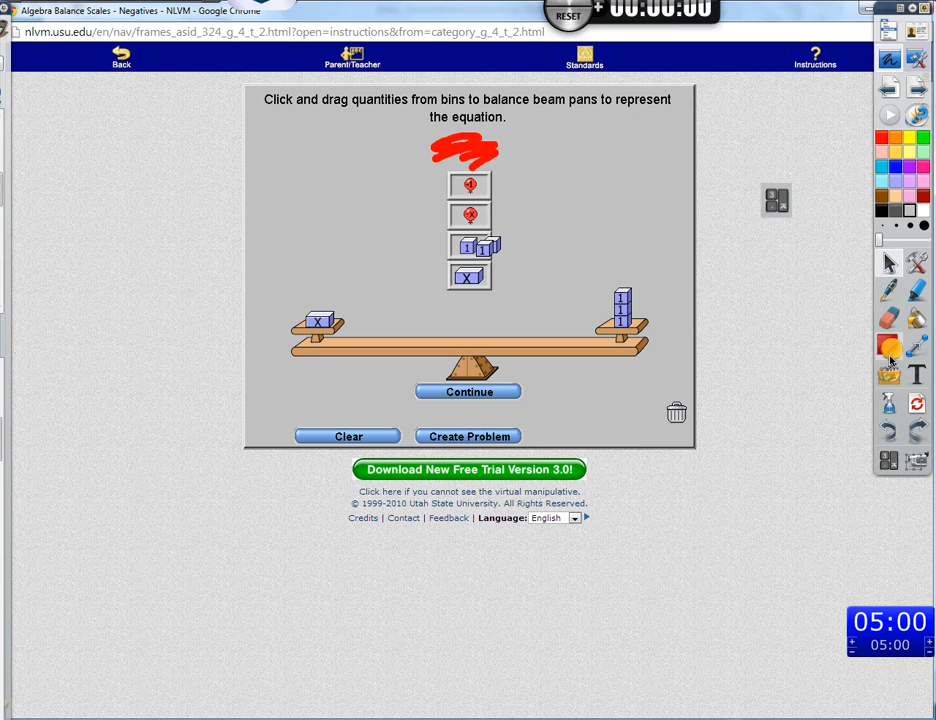 Algebra Balance Scales - Negatives - NLVM - Google Chrome
RESET
00:00:00
nlvm.usu.edu/en/nav/frames_asid_324_g_4_t_2.html?open=instructions&from=category_g_4_t_2.html
Back
Parent/Teacher
Standards
Instructions
Click and drag quantities from bins to balance beam pans to represent
the equation.
-1
-X
1 1
X
X
1
1
1
Continue
Clear
Create Problem
Download New Free Trial Version 3.0!
Click here if you cannot see the virtual manipulative.
© 1999-2010 Utah State University. All Rights Reserved.
Credits | Contact | Feedback | Language: English
T
05:00
05:00